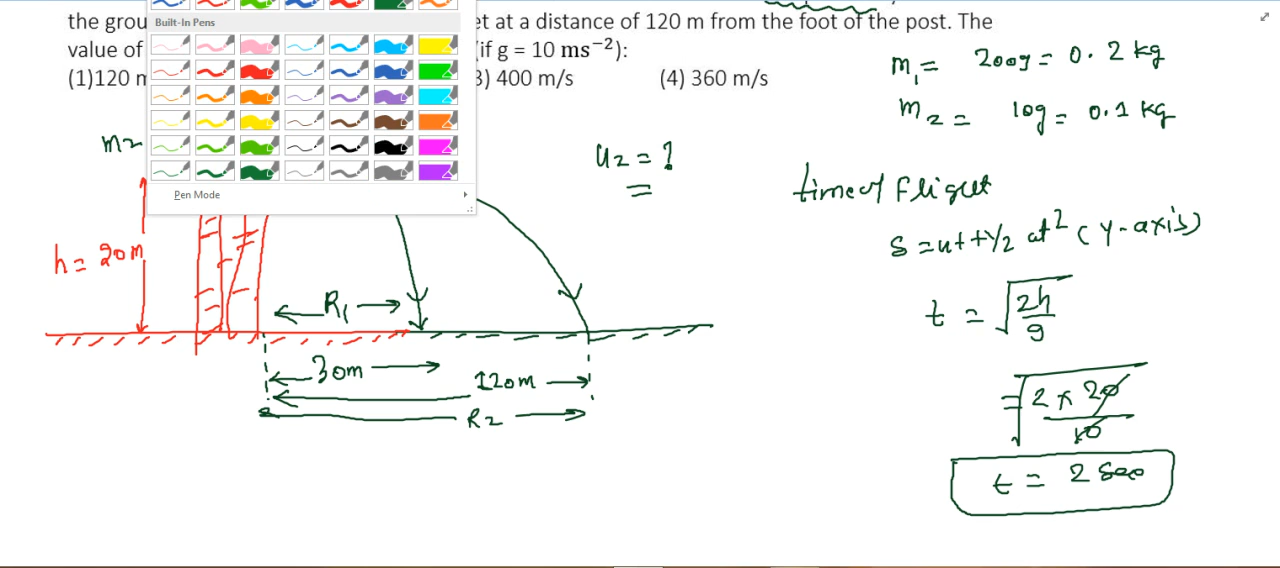 the grou
et at a distance of 120 m from the foot of the post. The
value of
(if g = 10 ms⁻²):
(1)120 m
3) 400 m/s (4) 360 m/s
Built-In Pens
Pen Mode
m2
h = 20m
R1
30m
120m
R2
u2 = ?
m1 = 200g = 0.2 kg
m2 = 10g = 0.1 kg
time of flight
s = ut + 1/2 at² (y-axis)
t = √2h/g
= √2 x 20/10
t = 2 sec